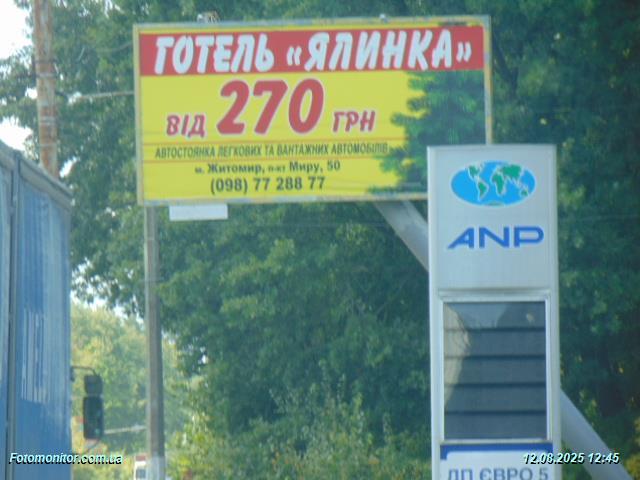 ГОТЕЛЬ «ЯЛИНКА»
ВІД 270 ГРН
АВТОСТОЯНКА ЛЕГКОВИХ ТА ВАНТАЖНИХ АВТОМОБІЛІВ
м. Житомир, п-кт Миру, 50
(098) 77 288 77
ANP
ДП ЄВРО 5
Fotomonitor.com.ua
12.08.2025 12:45